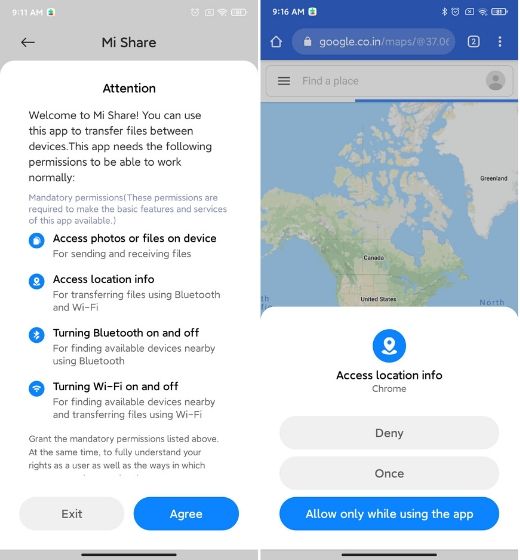 9:11 AM
Mi Share
Attention
Welcome to Mi Share! You can use
this app to transfer files between
devices.This app needs the following
permissions to be able to work
normally:
Mandatory permissions(These permissions are
required to make the basic features and services
of this app available.)
Access photos or files on device
For sending and receiving files
Access location info
For transferring files using Bluetooth
and Wi-Fi
Turning Bluetooth on and off
For finding available devices nearby
using Bluetooth
Turning Wi-Fi on and off
For finding available devices nearby
and transferring files using Wi-Fi
Grant the mandatory permissions listed above.
At the same time, to fully understand your
rights as a user as well as the ways in which
Exit
Agree
9:16 AM
google.co.in/maps/@37.06
2
Find a place
Greenland
Canada
United States
North
Access location info
Chrome
Deny
Once
Allow only while using the app